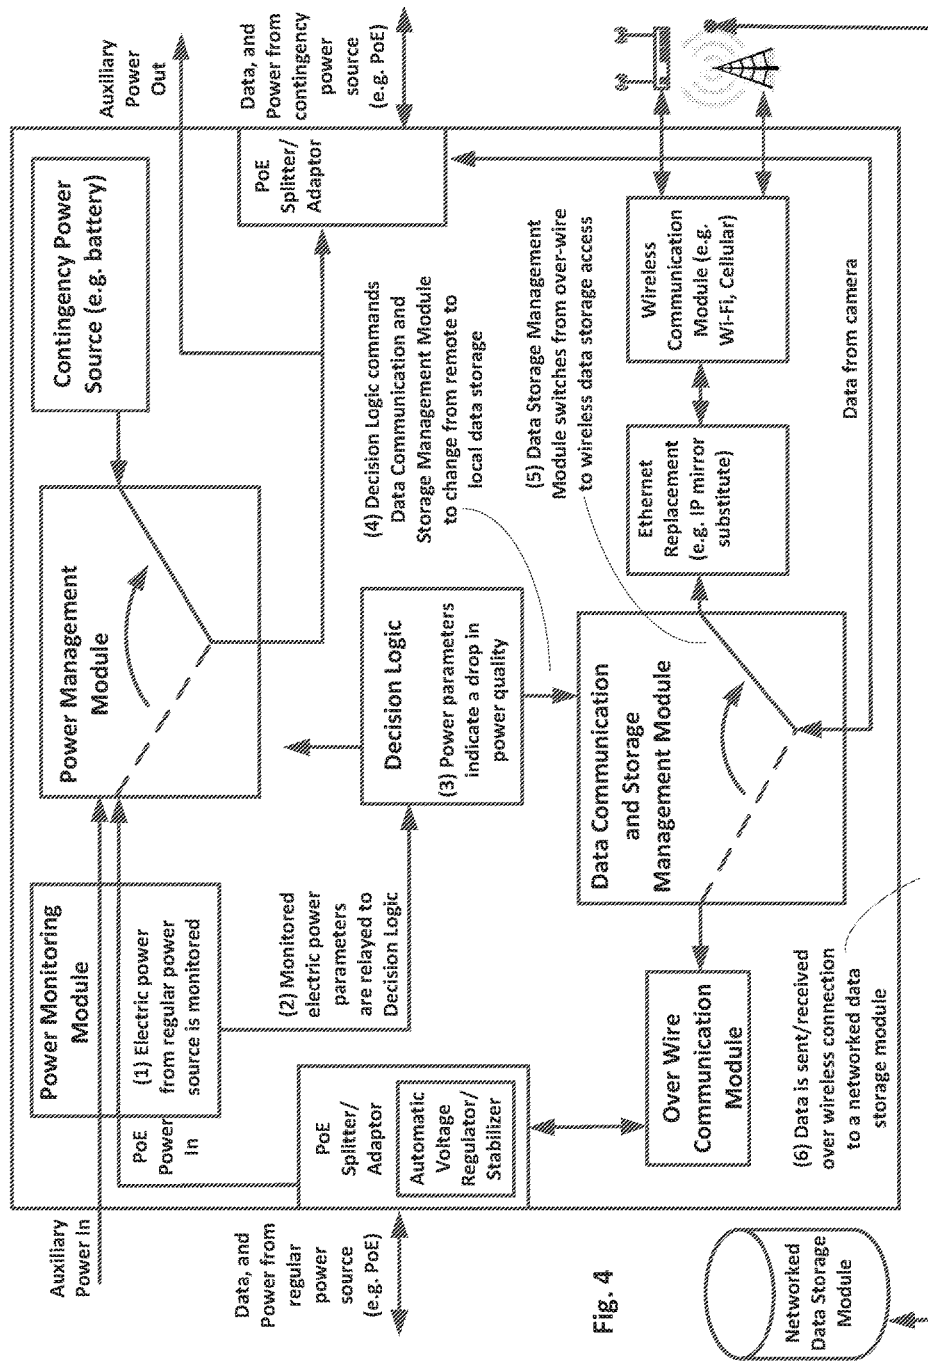 Auxiliary
Power In
Data, and
Power from
regular
power
source
(e.g. PoE)
Power Monitoring
Module
(1) Electric power
from regular power
source is monitored
PoE
Power
In
PoE
Splitter/
Adaptor
Automatic
Voltage
Regulator/
Stabilizer
(2) Monitored
electric power
parameters
are relayed to
Decision Logic
Power Management
Module
Contingency Power
Source (e.g. battery)
Auxiliary
Power
Out
Data, and
Power from
contingency
power
source
(e.g. PoE)
PoE
Splitter/
Adaptor
Decision Logic
(3) Power parameters
indicate a drop in
power quality
(4) Decision Logic commands
Data Communication and
Storage Management Module
to change from remote to
local data storage
(5) Data Storage Management
Module switches from over-wire
to wireless data storage access
Over Wire
Communication
Module
Data Communication
and Storage
Management Module
Ethernet
Replacement
(e.g. IP mirror
substitute)
Wireless
Communication
Module (e.g.
Wi-Fi, Cellular)
Data from camera
(6) Data is sent/received
over wireless connection
to a networked data
storage module
Networked
Data Storage
Module
Fig. 4